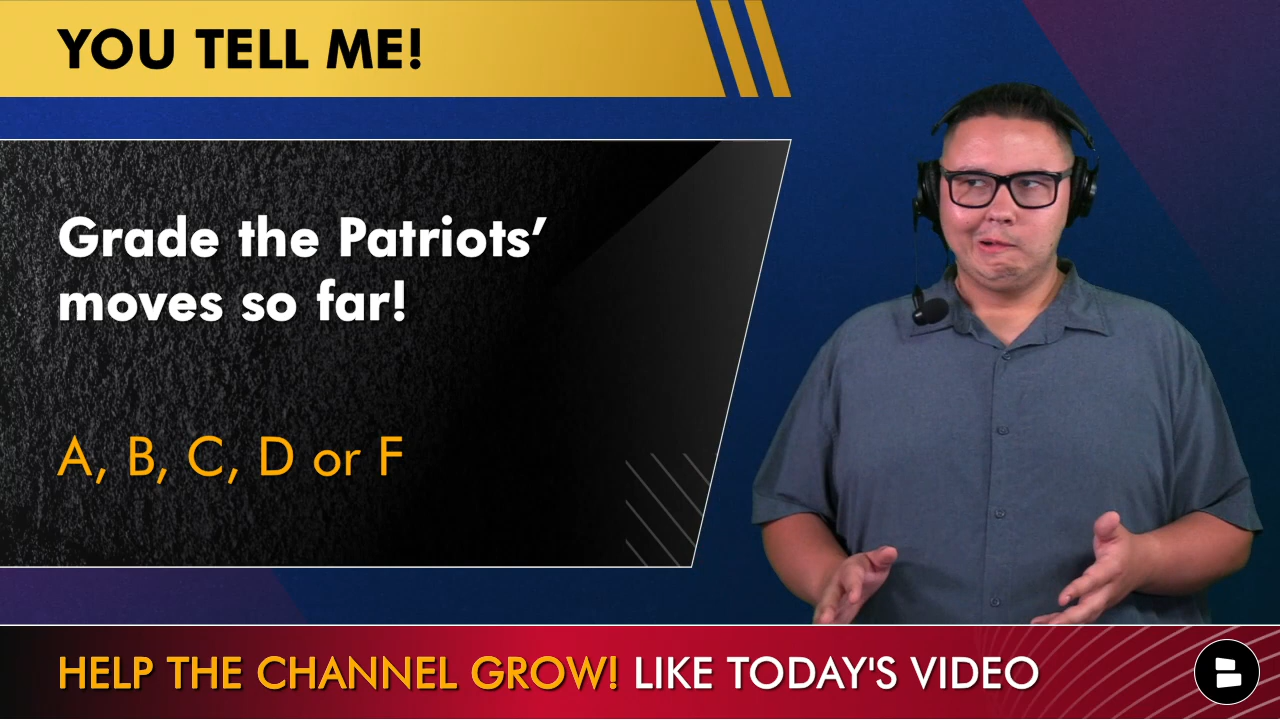 YOU TELL ME!
Grade the Patriots’
moves so far!
A, B, C, D or F
HELP THE CHANNEL GROW! LIKE TODAY'S VIDEO